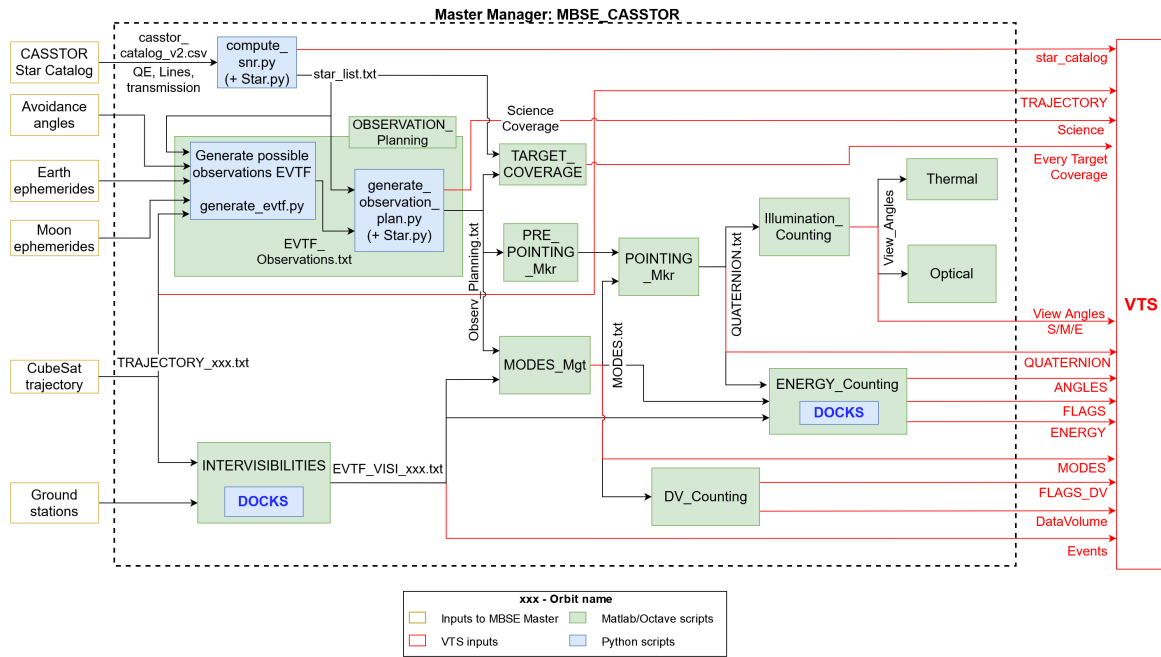 Master Manager: MBSE_CASSTOR
CASSTOR
Star Catalog
casstor_
catalog_v2.csv
QE, Lines,
transmission
compute_
snr.py
(+ Star.py)
star_list.txt
star_catalog
Avoidance
angles
TRAJECTORY
OBSERVATION_
Planning
Science
Coverage
Science
Earth
ephemerides
Generate possible
observations EVTF
generate_evtf.py
generate_
observation_
plan.py
(+ Star.py)
TARGET_
COVERAGE
Every Target
Coverage
Thermal
Moon
ephemerides
EVTF_
Observations.txt
Observ_Planning.txt
PRE_
POINTING
_Mkr
POINTING
_Mkr
QUATERNION.txt
Illumination_
Counting
View_Angles
Optical
VTS
View Angles
S/M/E
CubeSat
trajectory
TRAJECTORY_xxx.txt
MODES_Mgt
MODES.txt
QUATERNION
ENERGY_Counting
DOCKS
ANGLES
FLAGS
ENERGY
INTERVISIBILITIES
DOCKS
EVTF_VISI_xxx.txt
MODES
Ground
stations
DV_Counting
FLAGS_DV
DataVolume
Events
xxx - Orbit name
Inputs to MBSE Master
Matlab/Octave scripts
VTS inputs
Python scripts